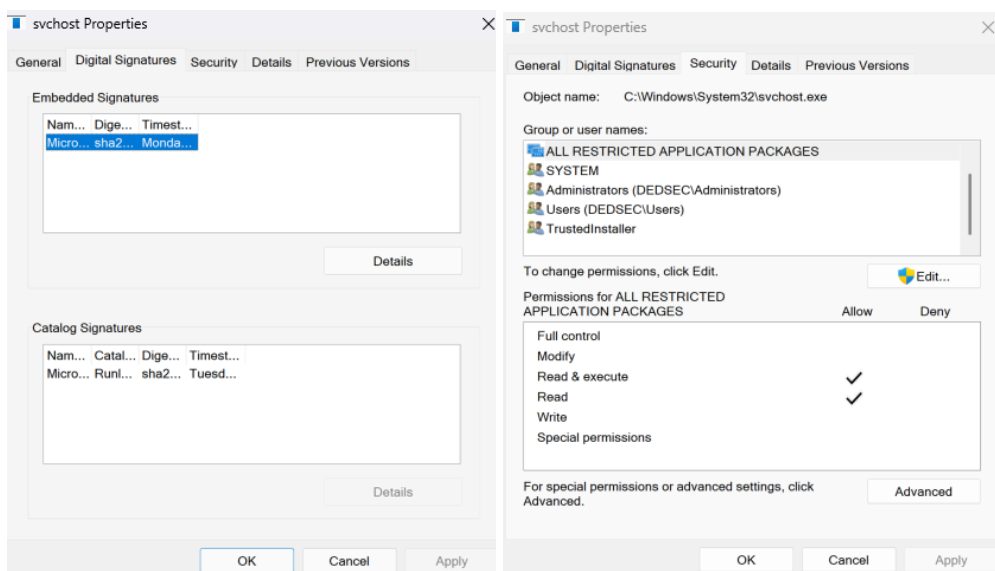 svchost Properties
General Digital Signatures Security Details Previous Versions
Embedded Signatures
Nam... Dige... Timest...
Micro... sha2... Monda...
Details
Catalog Signatures
Nam... Catal... Dige... Timest...
Micro... Runl... sha2... Tuesd...
Details
OK Cancel Apply
svchost Properties
General Digital Signatures Security Details Previous Versions
Object name: C:\Windows\System32\svchost.exe
Group or user names:
ALL RESTRICTED APPLICATION PACKAGES
SYSTEM
Administrators (DEDSEC\Administrators)
Users (DEDSEC\Users)
TrustedInstaller
To change permissions, click Edit.
Edit...
Permissions for ALL RESTRICTED
APPLICATION PACKAGES Allow Deny
Full control
Modify
Read & execute
Read
Write
Special permissions
For special permissions or advanced settings, click
Advanced.
Advanced
OK Cancel Apply